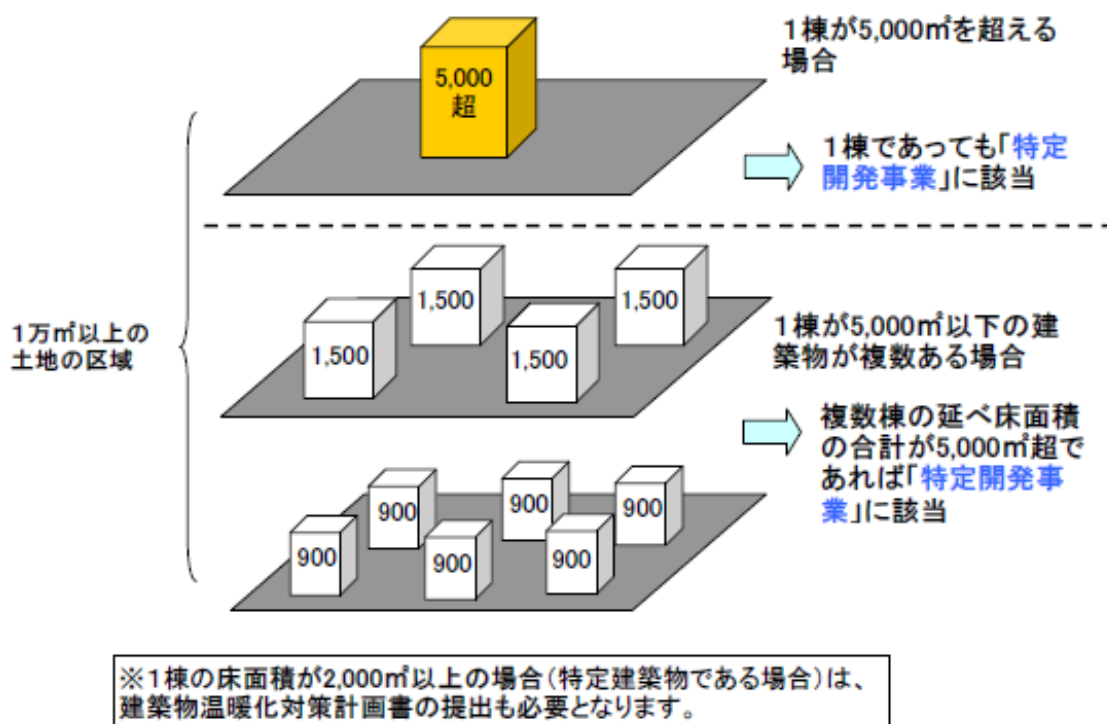 1棟が5,000㎡を超える
場合
5,000
超
1棟であっても「特定
開発事業」に該当
1万㎡以上の
土地の区域
1,500
1,500
1,500
1,500
1棟が5,000㎡以下の建
築物が複数ある場合
複数棟の延べ床面積
の合計が5,000㎡超で
あれば「特定開発事
業」に該当
900
900
900
900
900
900
※1棟の床面積が2,000㎡以上の場合(特定建築物である場合)は、
建築物温暖化対策計画書の提出も必要となります。